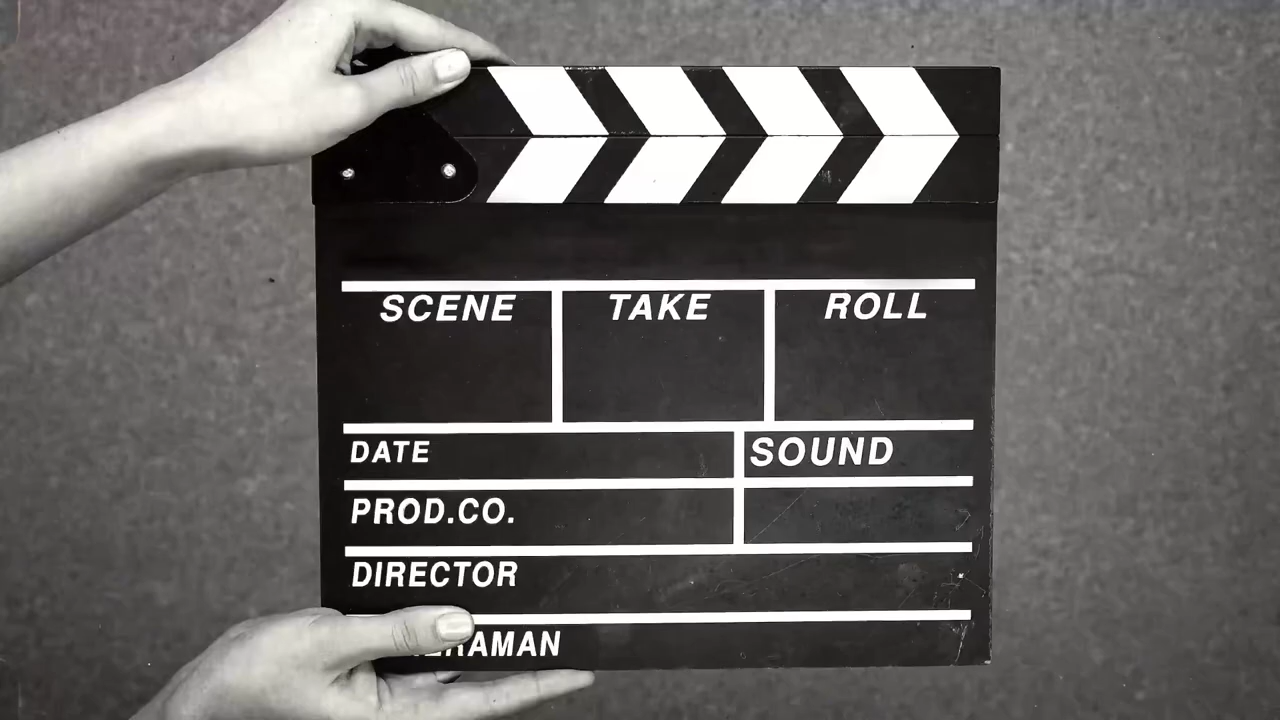 SCENE TAKE ROLL
DATE SOUND
PROD.CO.
DIRECTOR